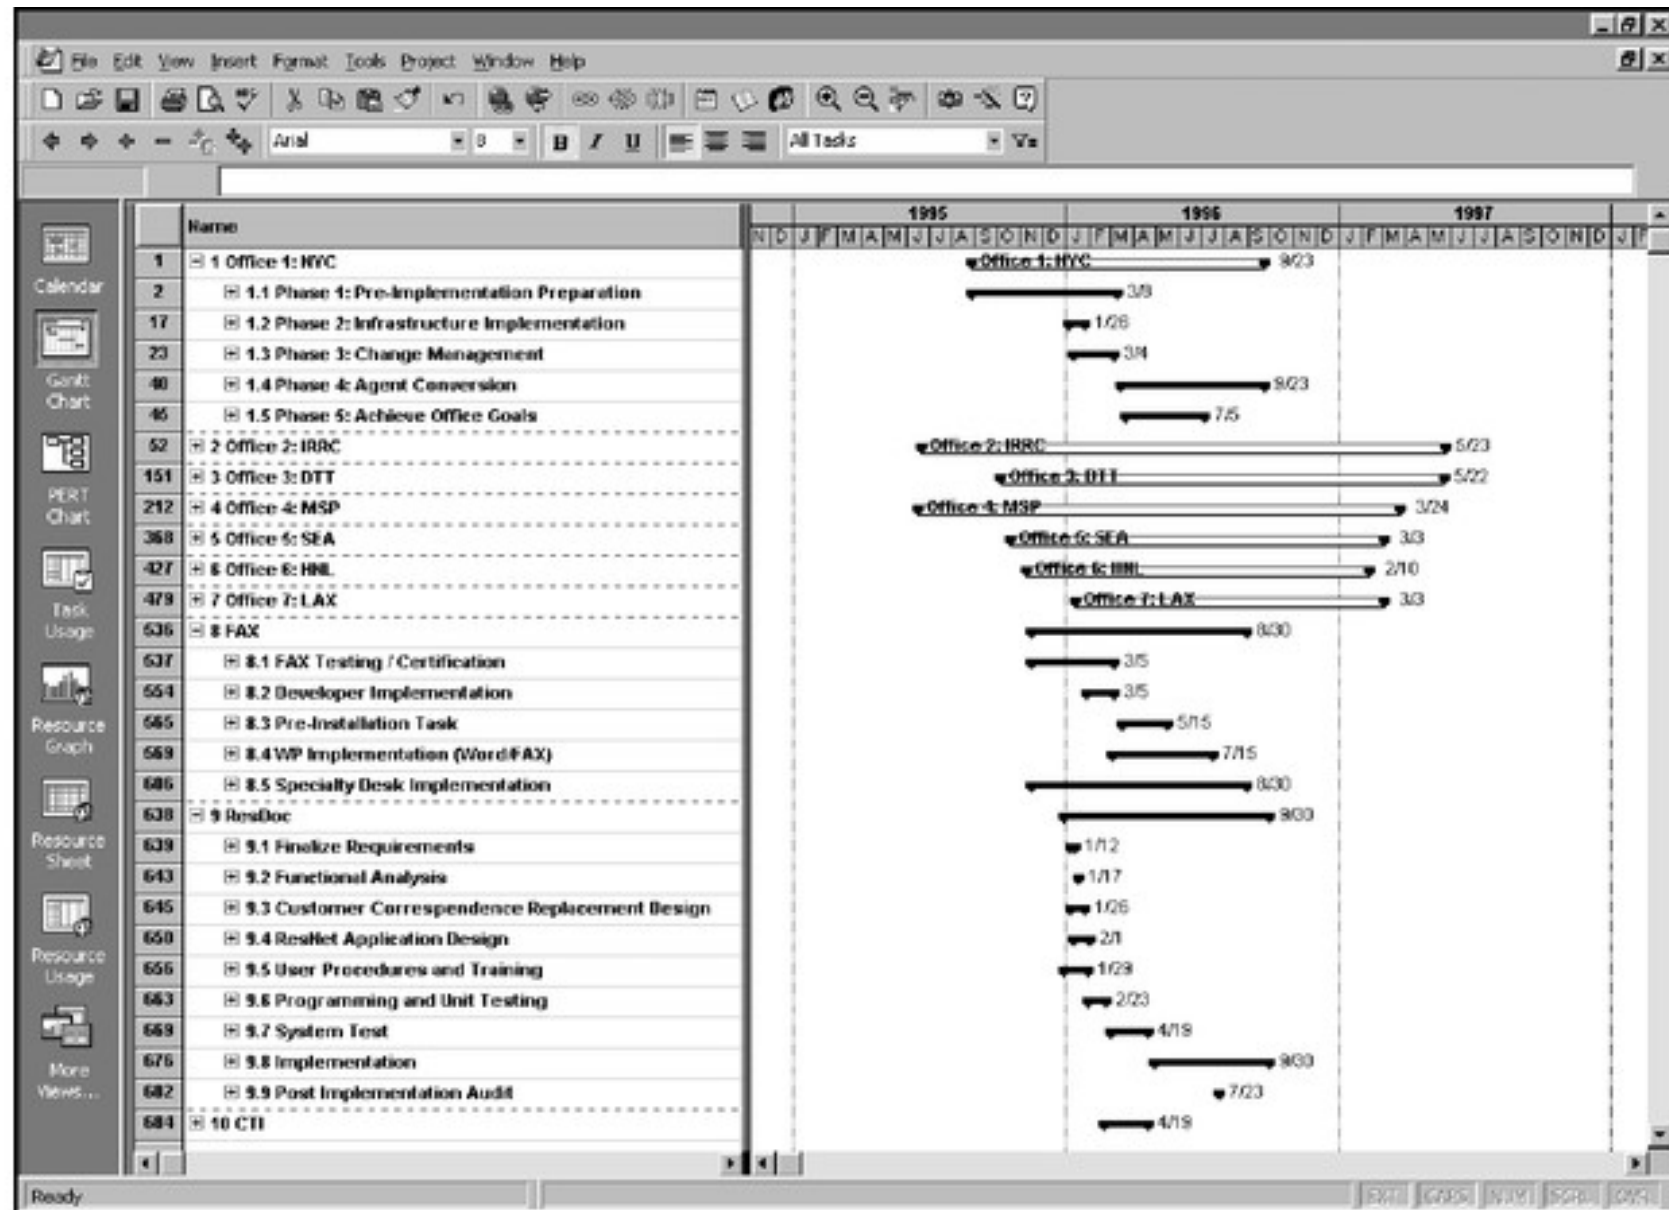 File Edit View Insert Format Tools Project Window Help
Arial 8 B I U All Tasks
Name
1995 1996 1997
N D J F M A M J J A S O N D J F M A M J J A S O N D J F M A M J J A S O N D J F
1 1 Office 1: NYC Office 1: NYC 9/23
2 1.1 Phase 1: Pre-Implementation Preparation 3/8
17 1.2 Phase 2: Infrastructure Implementation 1/26
23 1.3 Phase 3: Change Management 3/4
40 1.4 Phase 4: Agent Conversion 9/23
46 1.5 Phase 5: Achieve Office Goals 7/5
52 2 Office 2: IRRC Office 2: IRRC 5/23
151 3 Office 3: DTT Office 3: DTT 5/22
212 4 Office 4: MSP Office 4: MSP 3/24
368 5 Office 5: SEA Office 5: SEA 3/3
427 6 Office 6: HNL Office 6: HNL 2/10
479 7 Office 7: LAX Office 7: LAX 3/3
536 8 FAX 8/30
537 8.1 FAX Testing / Certification 3/5
554 8.2 Developer Implementation 3/5
565 8.3 Pre-Installation Task 5/15
569 8.4 WP Implementation (Word/FAX) 7/15
606 8.5 Specialty Desk Implementation 8/30
638 9 ResDoc 9/30
639 9.1 Finalize Requirements 1/12
643 9.2 Functional Analysis 1/17
645 9.3 Customer Correspondence Replacement Design 1/26
650 9.4 ResNet Application Design 2/1
656 9.5 User Procedures and Training 1/29
663 9.6 Programming and Unit Testing 2/23
669 9.7 System Test 4/19
676 9.8 Implementation 9/30
682 9.9 Post Implementation Audit 7/23
684 10 CTI 4/19
Calendar
Gantt
Chart
PERT
Chart
Task
Usage
Resource
Graph
Resource
Sheet
Resource
Usage
More
Views...
Ready EXT CAPS NUM SCRL OVR